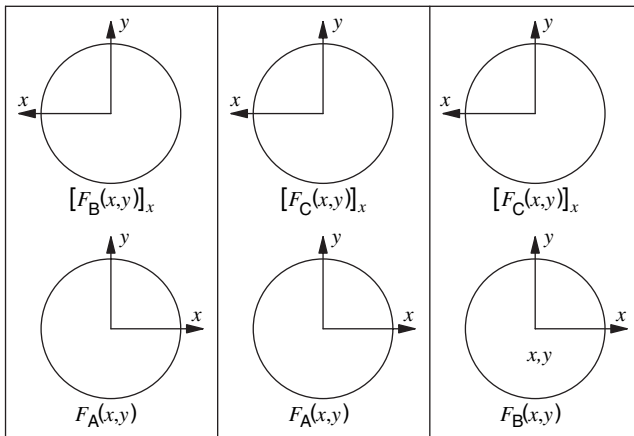 y
y
y
x
x
x
[F_B(x,y)]_x
[F_C(x,y)]_x
[F_C(x,y)]_x
y
y
y
x
x
x
x,y
F_A(x,y)
F_A(x,y)
F_B(x,y)